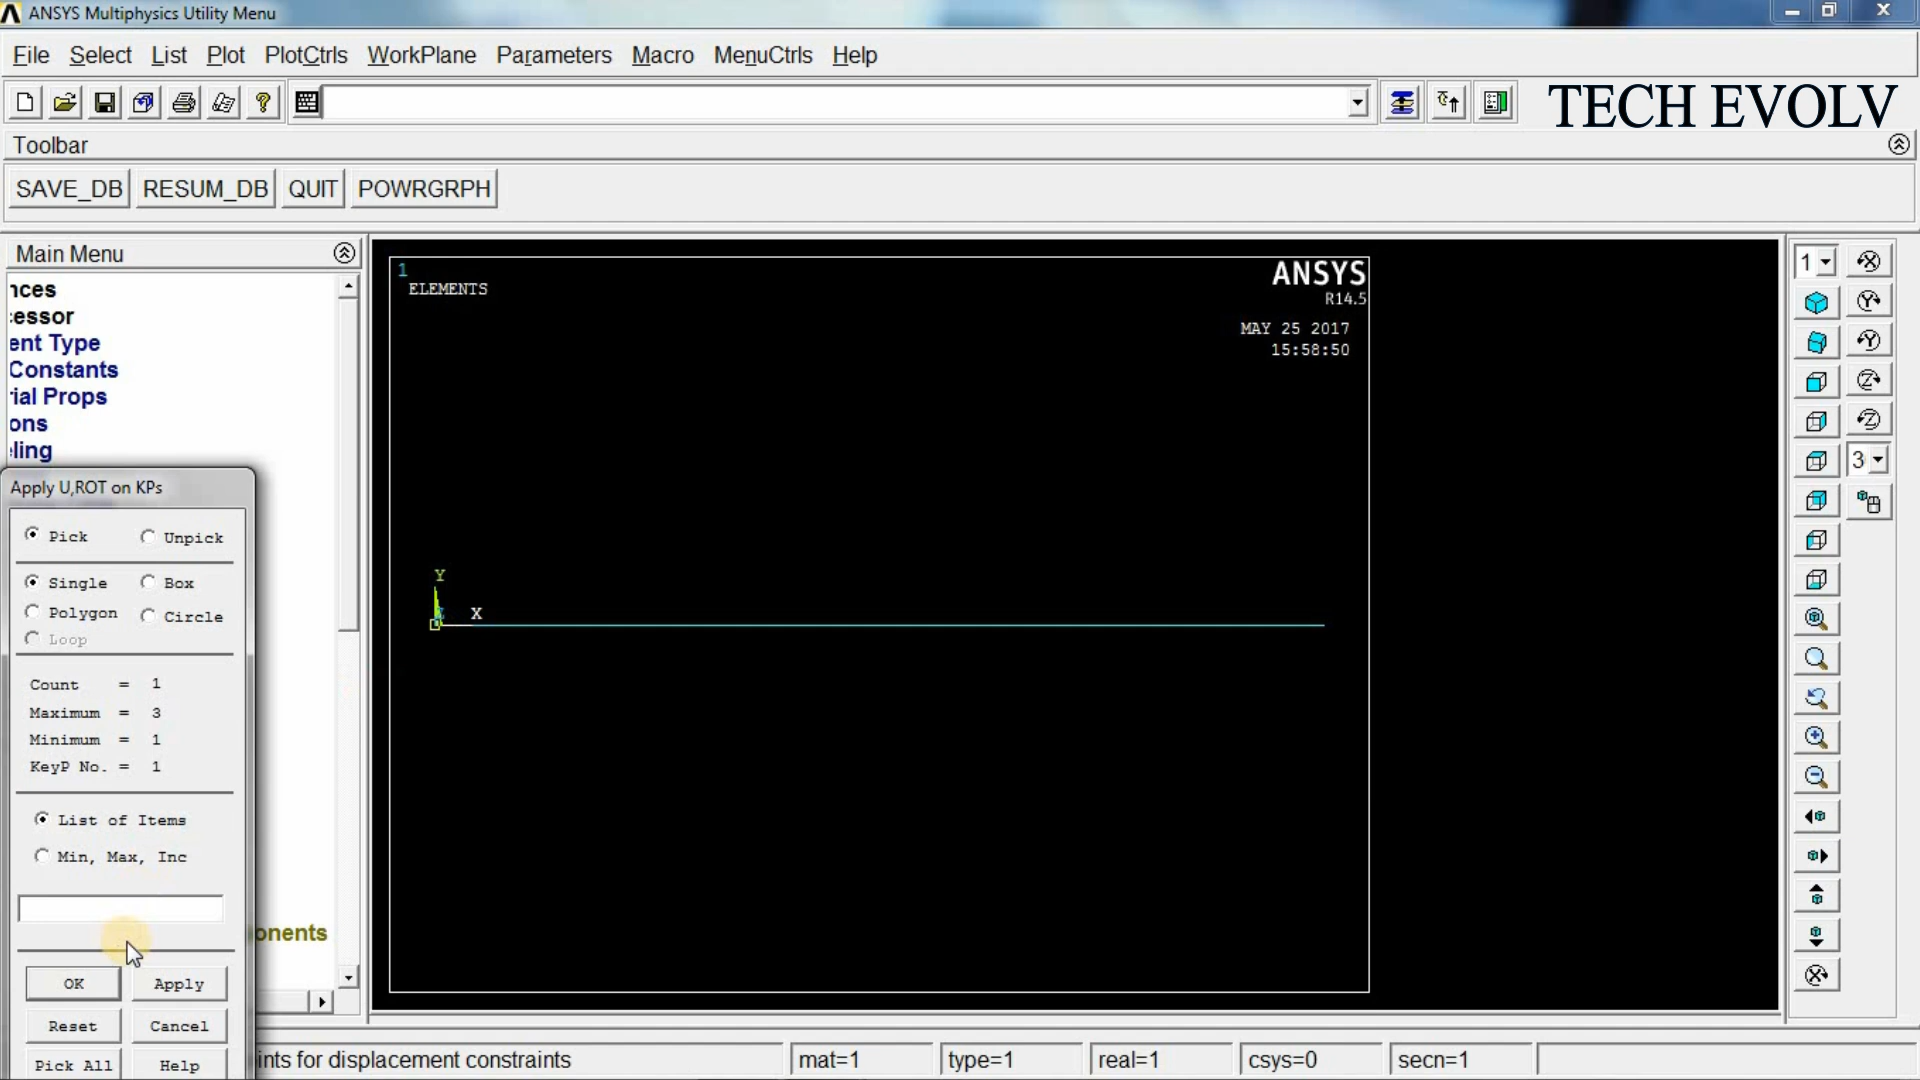 ANSYS Multiphysics Utility Menu
File Select List Plot PlotCtrls WorkPlane Parameters Macro MenuCtrls Help
TECH EVOLV
Toolbar
SAVE_DB RESUM_DB QUIT POWRGRPH
Main Menu
nces
essor
ent Type
Constants
rial Props
ons
ling
onents
Apply U,ROT on KPs
Pick Unpick
Single Box
Polygon Circle
Loop
Count = 1
Maximum = 3
Minimum = 1
KeyP No. = 1
List of Items
Min, Max, Inc
OK Apply
Reset Cancel
Pick All Help
1
ELEMENTS
ANSYS
R14.5
MAY 25 2017
15:58:50
Y
X
1
3
ints for displacement constraints
mat=1
type=1
real=1
csys=0
secn=1